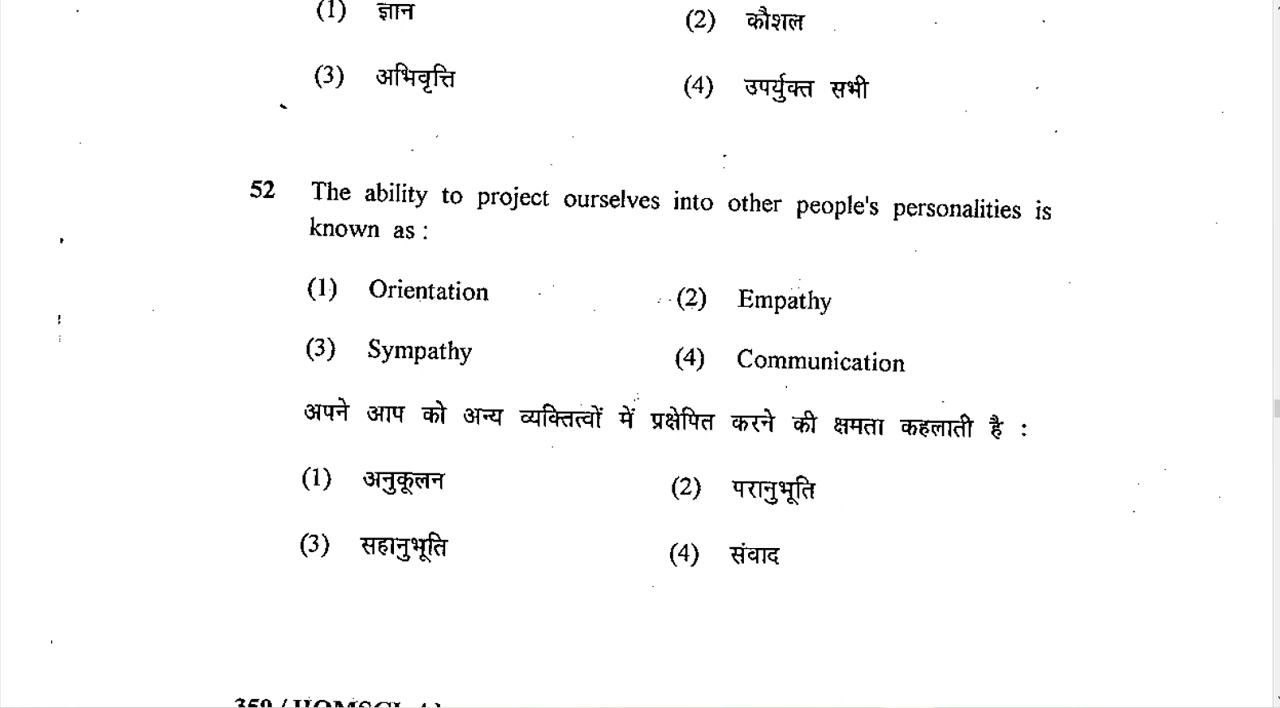 (1) ज्ञान (2) कौशल
(3) अभिवृत्ति (4) उपर्युक्त सभी
52 The ability to project ourselves into other people's personalities is
known as :
(1) Orientation (2) Empathy
(3) Sympathy (4) Communication
अपने आप को अन्य व्यक्तित्वों में प्रक्षेपित करने की क्षमता कहलाती है :
(1) अनुकूलन (2) परानुभूति
(3) सहानुभूति (4) संवाद